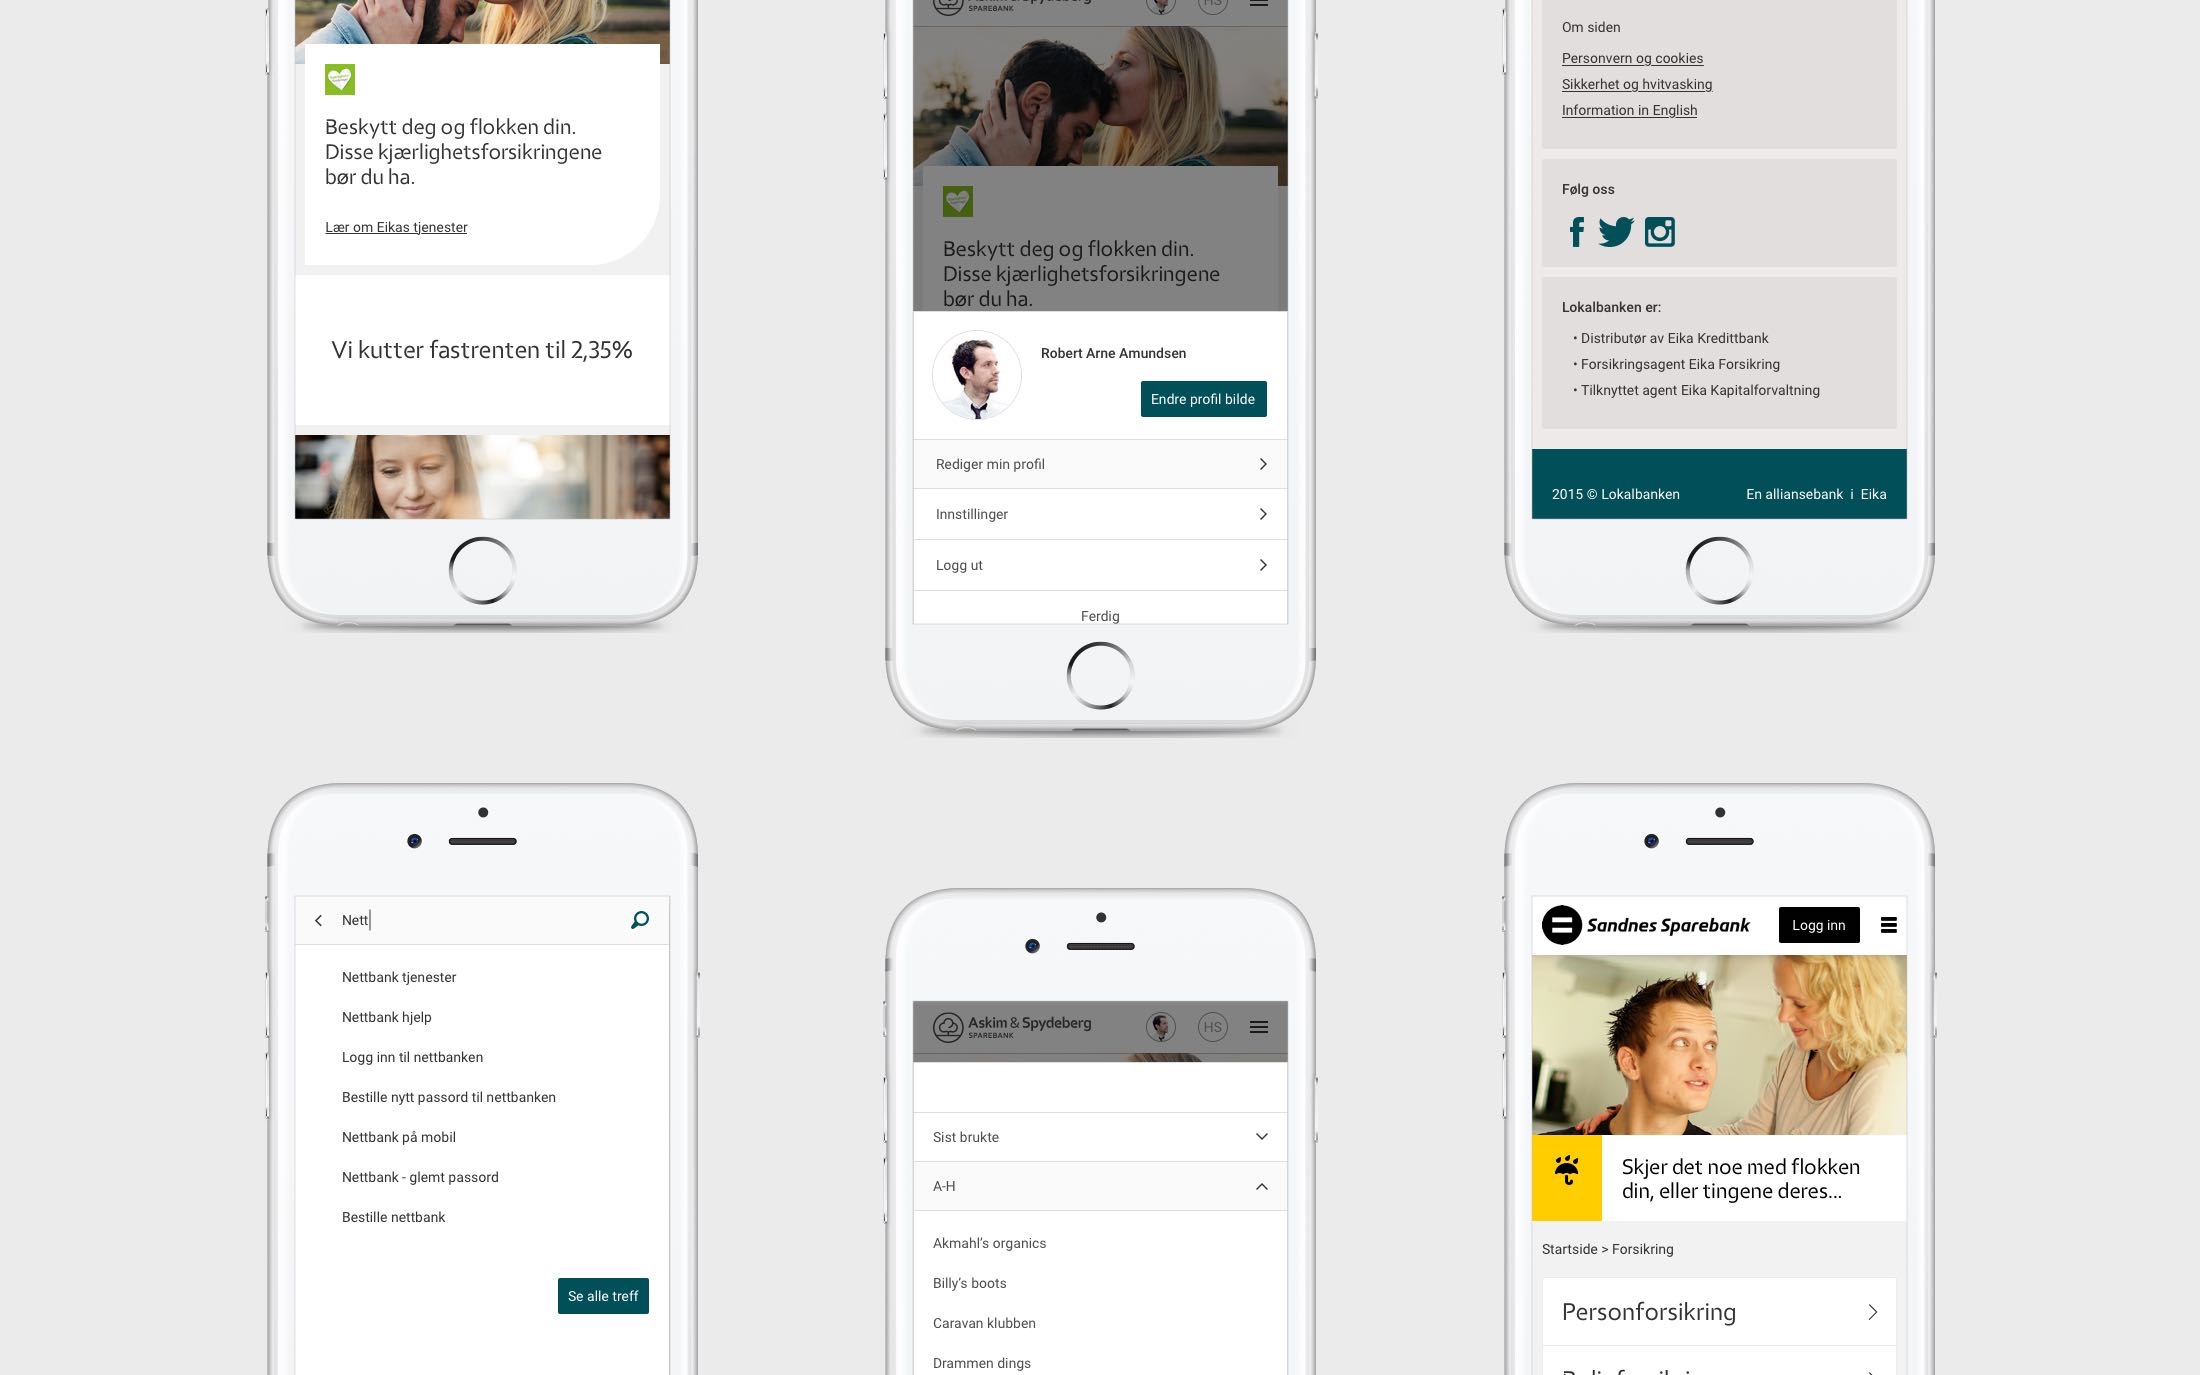 Beskytt deg og flokken din.
Disse kjærlighetsforsikringene
bør du ha.
Lær om Eikas tjenester
Vi kutter fastrenten til 2,35%
Askim & Spydeberg
SPAREBANK
HS
Beskytt deg og flokken din.
Disse kjærlighetsforsikringene
bør du ha.
Robert Arne Amundsen
Endre profil bilde
Rediger min profil
Innstillinger
Logg ut
Ferdig
Om siden
Personvern og cookies
Sikkerhet og hvitvasking
Information in English
Følg oss
Lokalbanken er:
• Distributør av Eika Kredittbank
• Forsikringsagent Eika Forsikring
• Tilknyttet agent Eika Kapitalforvaltning
2015 © Lokalbanken
En alliansebank i Eika
Nett
Nettbank tjenester
Nettbank hjelp
Logg inn til nettbanken
Bestille nytt passord til nettbanken
Nettbank på mobil
Nettbank - glemt passord
Bestille nettbank
Se alle treff
Askim & Spydeberg
SPAREBANK
HS
Sist brukte
A-H
Akmahl’s organics
Billy’s boots
Caravan klubben
Drammen dings
Sandnes Sparebank
Logg inn
Skjer det noe med flokken
din, eller tingene deres...
Startside > Forsikring
Personforsikring